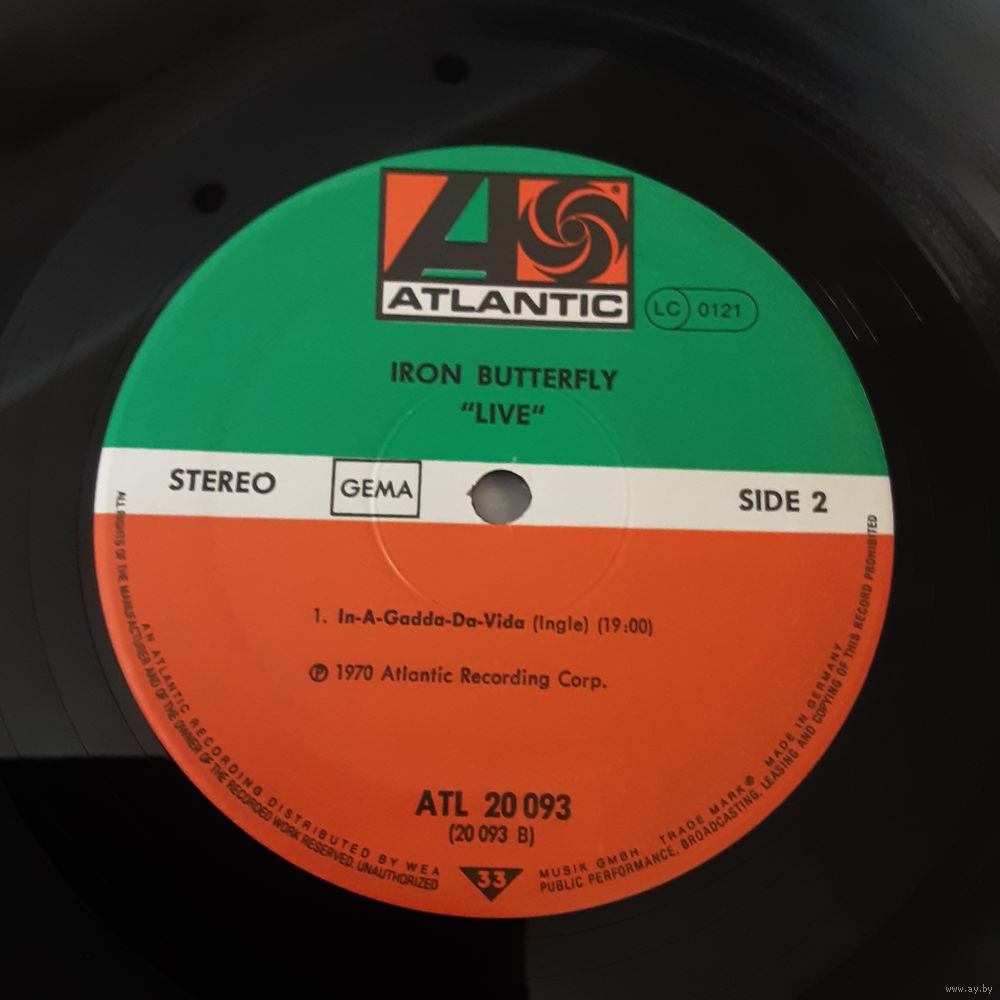 ATLANTIC
LC 0121
IRON BUTTERFLY
“LIVE“
STEREO GEMA SIDE 2
1. In-A-Gadda-Da-Vida (Ingle) (19:00)
Ⓟ 1970 Atlantic Recording Corp.
ATL 20 093
(20 093 B)
33
AN ATLANTIC RECORDING DISTRIBUTED BY WEA MUSIK GMBH. TRADE MARK ® MADE IN GERMANY
ALL RIGHTS OF THE MANUFACTURER AND OF THE OWNER OF THE RECORDED WORK RESERVED. UNAUTHORIZED PUBLIC PERFORMANCE, BROADCASTING, LEASING AND COPYING OF THIS RECORD PROHIBITED
www.ay.by